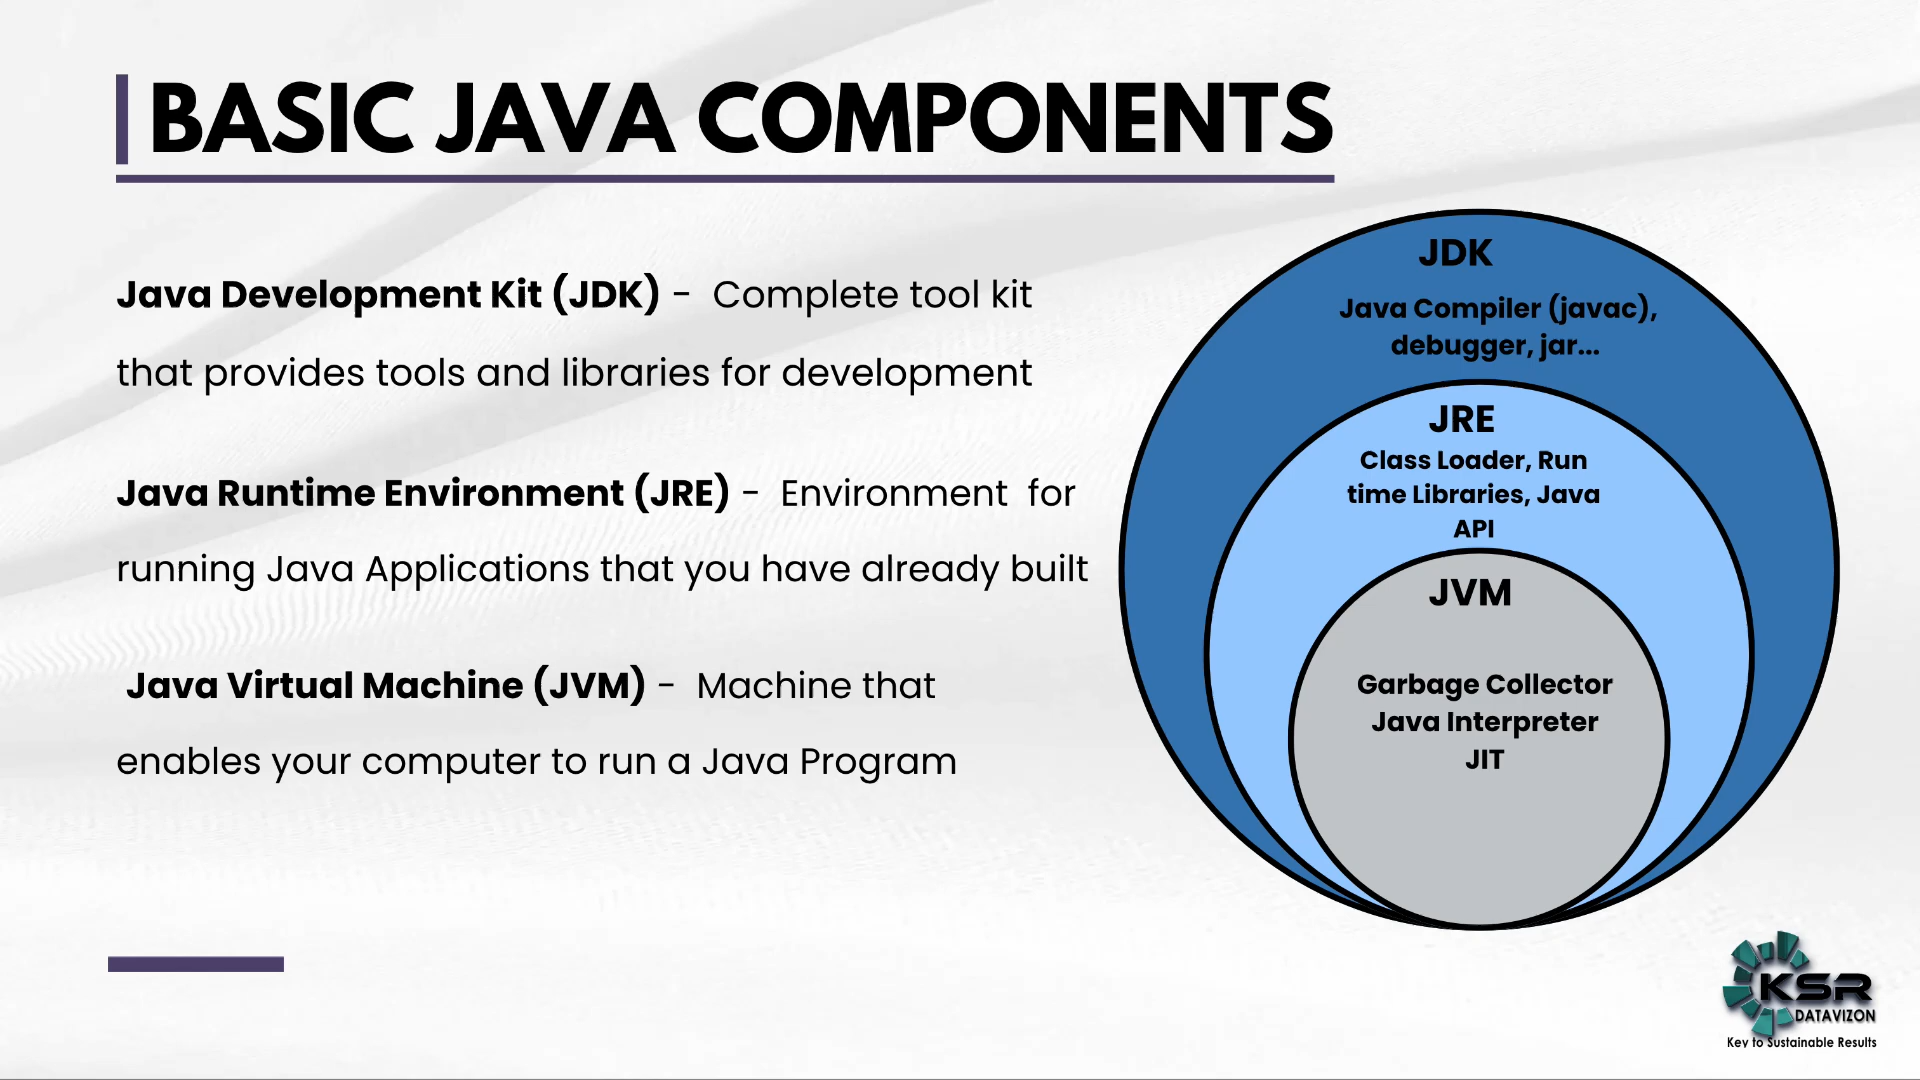 BASIC JAVA COMPONENTS
Java Development Kit (JDK) - Complete tool kit
that provides tools and libraries for development
Java Runtime Environment (JRE) - Environment for
running Java Applications that you have already built
Java Virtual Machine (JVM) - Machine that
enables your computer to run a Java Program
JDK
Java Compiler (javac),
debugger, jar...
JRE
Class Loader, Run
time Libraries, Java
API
JVM
Garbage Collector
Java Interpreter
JIT
KSR
DATAVIZON
Key to Sustainable Results